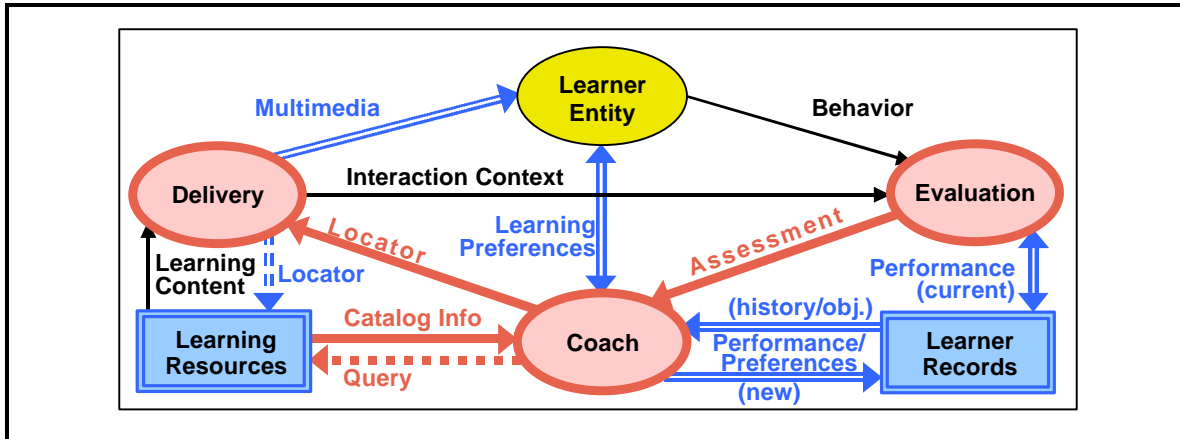 Learner
Entity
Multimedia
Behavior
Delivery
Interaction Context
Evaluation
Learning
Preferences
Locator
Assessment
Learning
Content
Locator
Performance
(current)
Learning
Resources
Catalog Info
Query
Coach
(history/obj.)
Performance/
Preferences
(new)
Learner
Records